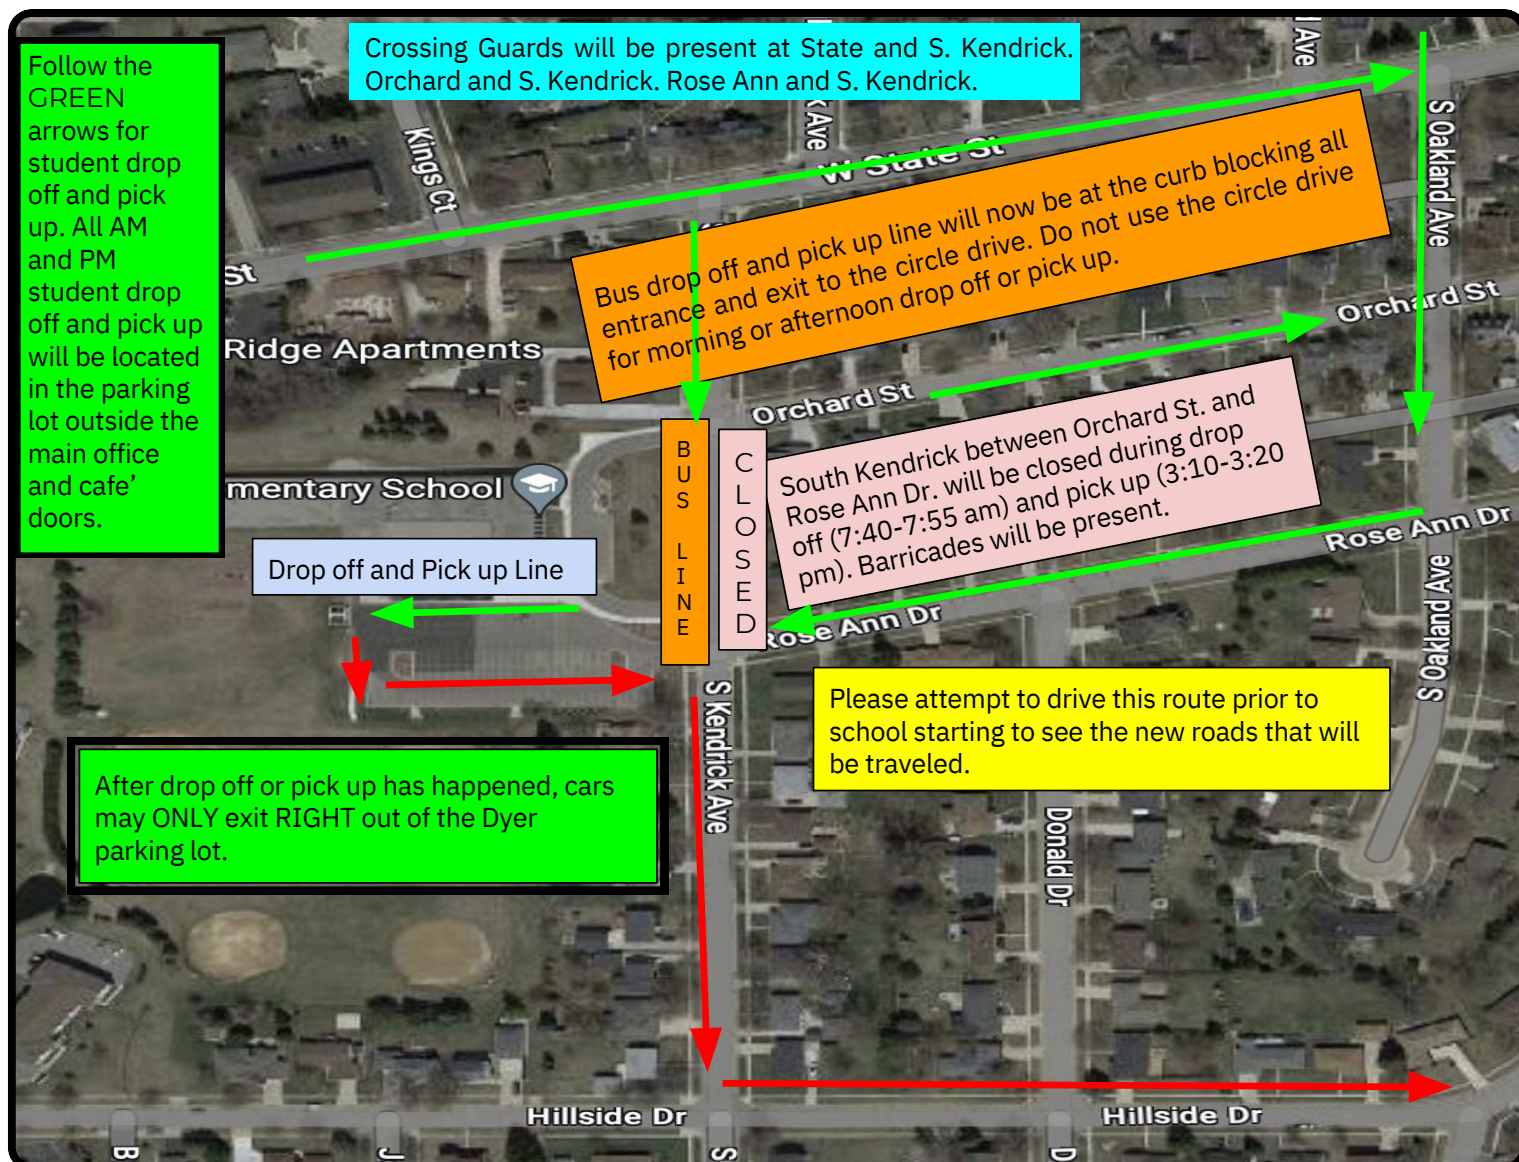 Follow the
GREEN
arrows for
student drop
off and pick
up. All AM
and PM
student drop
off and pick up
will be located
in the parking
lot outside the
main office
and cafe’
doors.
Crossing Guards will be present at State and S. Kendrick.
Orchard and S. Kendrick. Rose Ann and S. Kendrick.
Ave
Ave
Kings Ct
W State St
S Oakland Ave
St
Bus drop off and pick up line will now be at the curb blocking all
entrance and exit to the circle drive. Do not use the circle drive
for morning or afternoon drop off or pick up.
Orchard St
Ridge Apartments
Orchard St
BUS LINE
CLOSED
South Kendrick between Orchard St. and
Rose Ann Dr. will be closed during drop
off (7:40-7:55 am) and pick up (3:10-3:20
pm). Barricades will be present.
mentary School
Rose Ann Dr
Drop off and Pick up Line
Rose Ann Dr
S Oakland Ave
S Kendrick Ave
Please attempt to drive this route prior to
school starting to see the new roads that will
be traveled.
After drop off or pick up has happened, cars
may ONLY exit RIGHT out of the Dyer
parking lot.
Donald Dr
Hillside Dr
Hillside Dr
B
J
S
D